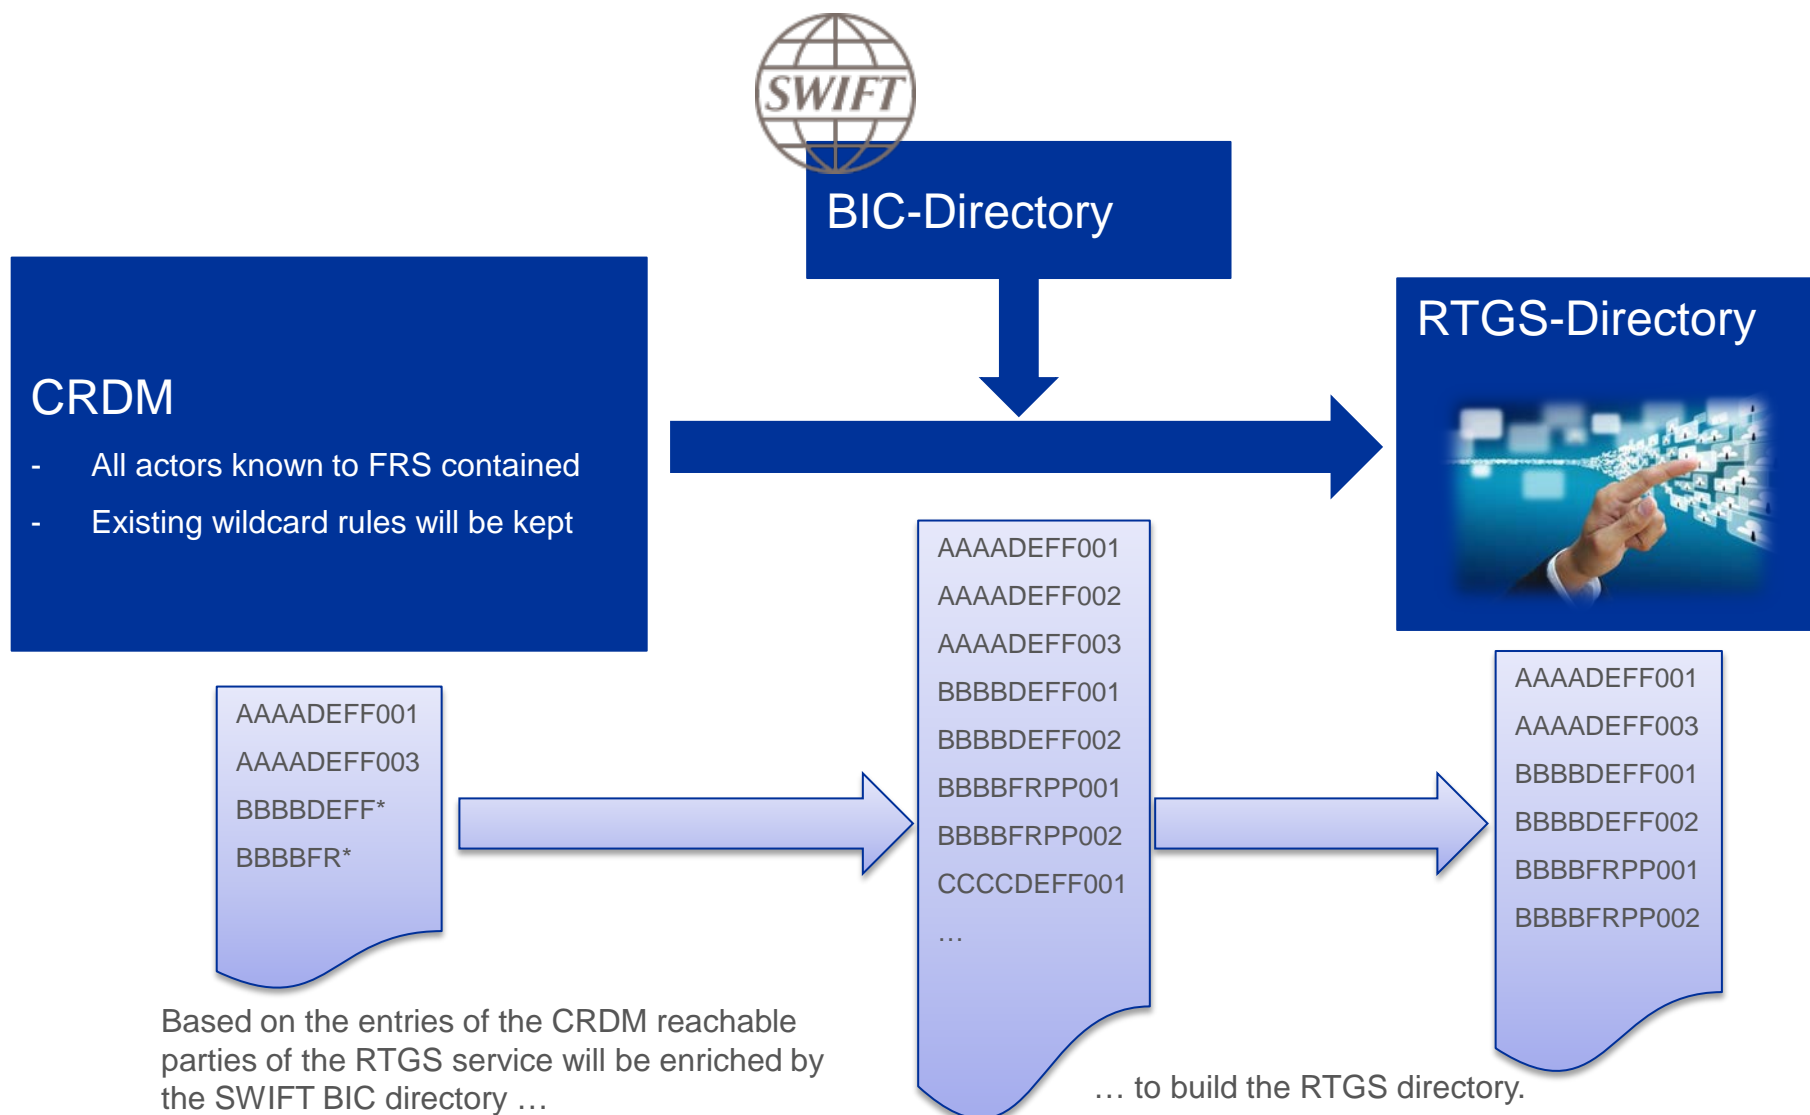 SWIFT
BIC-Directory
RTGS-Directory
CRDM
- All actors known to FRS contained
- Existing wildcard rules will be kept
AAAADEFF001
AAAADEFF003
BBBBDEFF*
BBBBFR*
AAAADEFF001
AAAADEFF002
AAAADEFF003
BBBBDEFF001
BBBBDEFF002
BBBBFRPP001
BBBBFRPP002
CCCCDEFF001
…
AAAADEFF001
AAAADEFF003
BBBBDEFF001
BBBBDEFF002
BBBBFRPP001
BBBBFRPP002
Based on the entries of the CRDM reachable
parties of the RTGS service will be enriched by
the SWIFT BIC directory …
… to build the RTGS directory.